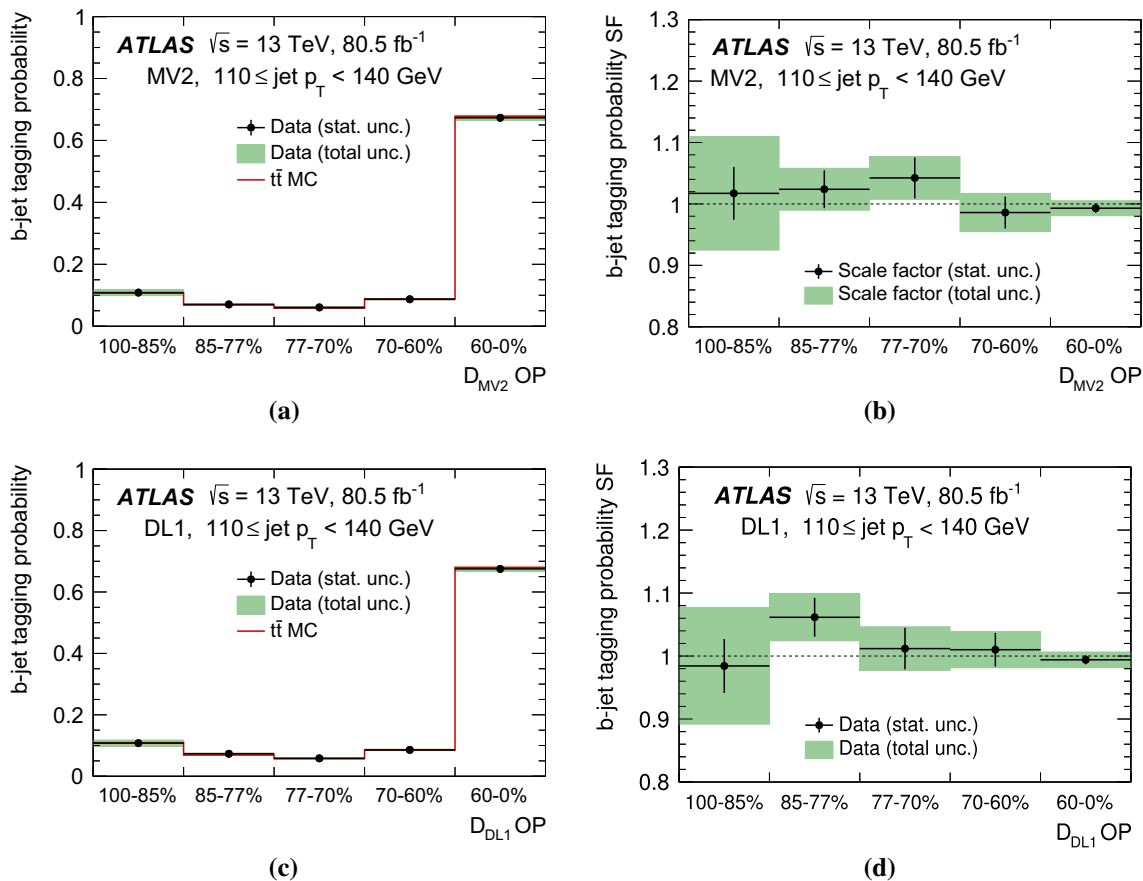 b-jet tagging probability
1
0.8
0.6
0.4
0.2
0
ATLAS √s = 13 TeV, 80.5 fb⁻¹
MV2, 110 ≤ jet p_T < 140 GeV
Data (stat. unc.)
Data (total unc.)
tt̄ MC
100-85% 85-77% 77-70% 70-60% 60-0%
D_MV2 OP
(a)
b-jet tagging probability SF
1.3
1.2
1.1
1
0.9
0.8
ATLAS √s = 13 TeV, 80.5 fb⁻¹
MV2, 110 ≤ jet p_T < 140 GeV
Scale factor (stat. unc.)
Scale factor (total unc.)
100-85% 85-77% 77-70% 70-60% 60-0%
D_MV2 OP
(b)
b-jet tagging probability
1
0.8
0.6
0.4
0.2
0
ATLAS √s = 13 TeV, 80.5 fb⁻¹
DL1, 110 ≤ jet p_T < 140 GeV
Data (stat. unc.)
Data (total unc.)
tt̄ MC
100-85% 85-77% 77-70% 70-60% 60-0%
D_DL1 OP
(c)
b-jet tagging probability SF
1.3
1.2
1.1
1
0.9
0.8
ATLAS √s = 13 TeV, 80.5 fb⁻¹
DL1, 110 ≤ jet p_T < 140 GeV
Data (stat. unc.)
Data (total unc.)
100-85% 85-77% 77-70% 70-60% 60-0%
D_DL1 OP
(d)